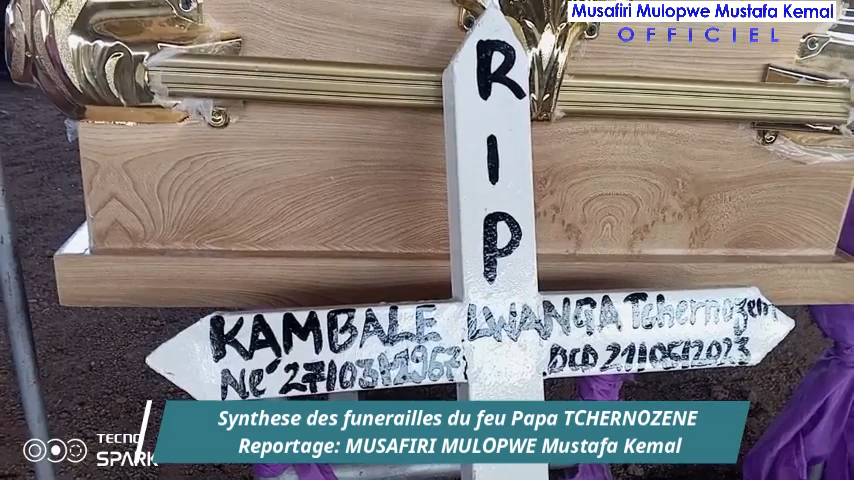 Musafiri Mulopwe Mustafa Kemal
OFFICIEL
R
I
P
KAMBALE LWANGA Tchernozem
Né 27/03/1967 DCD 21/05/2023
Synthese des funerailles du feu Papa TCHERNOZENE
Reportage: MUSAFIRI MULOPWE Mustafa Kemal
TECNO
SPARK